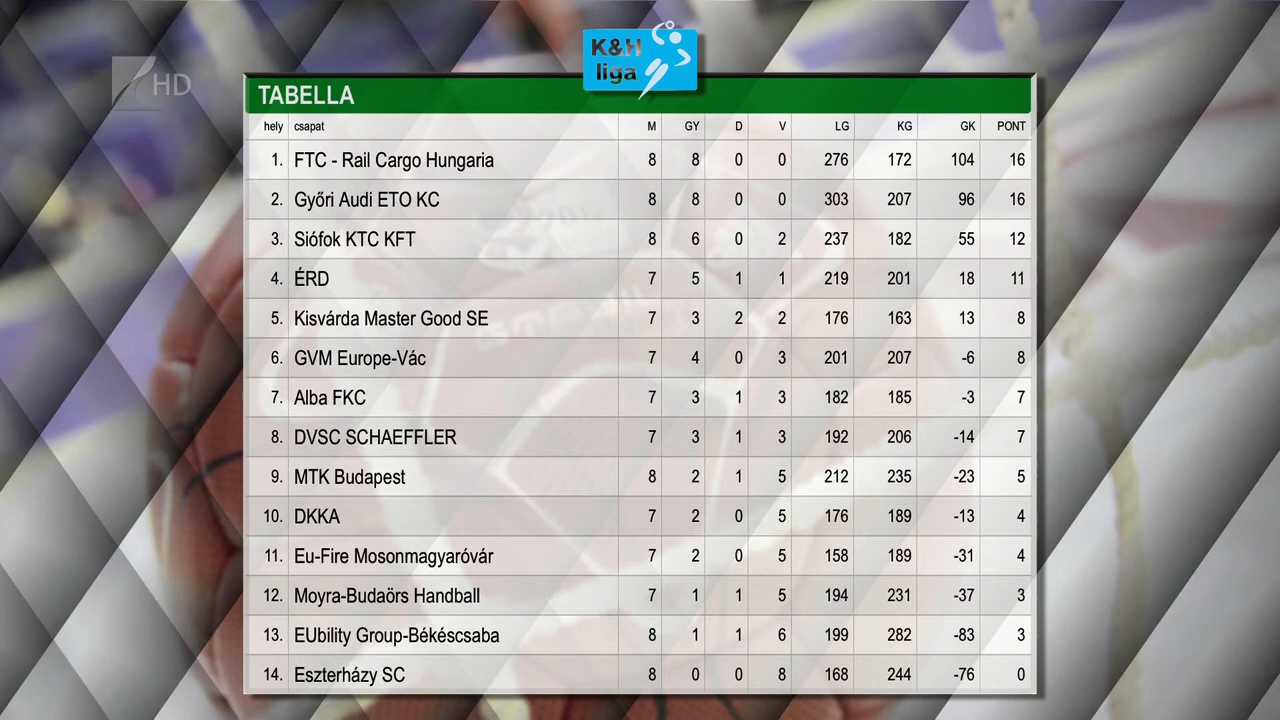 K&H
liga
HD
TABELLA
hely csapat M GY D V LG KG GK PONT
1. FTC - Rail Cargo Hungaria 8 8 0 0 276 172 104 16
2. Győri Audi ETO KC 8 8 0 0 303 207 96 16
3. Siófok KTC KFT 8 6 0 2 237 182 55 12
4. ÉRD 7 5 1 1 219 201 18 11
5. Kisvárda Master Good SE 7 3 2 2 176 163 13 8
6. GVM Europe-Vác 7 4 0 3 201 207 -6 8
7. Alba FKC 7 3 1 3 182 185 -3 7
8. DVSC SCHAEFFLER 7 3 1 3 192 206 -14 7
9. MTK Budapest 8 2 1 5 212 235 -23 5
10. DKKA 7 2 0 5 176 189 -13 4
11. Eu-Fire Mosonmagyaróvár 7 2 0 5 158 189 -31 4
12. Moyra-Budaörs Handball 7 1 1 5 194 231 -37 3
13. EUbility Group-Békéscsaba 8 1 1 6 199 282 -83 3
14. Eszterházy SC 8 0 0 8 168 244 -76 0